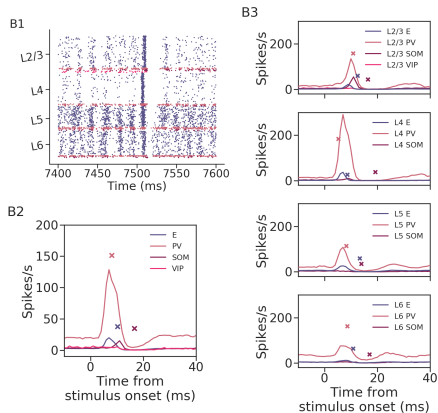 B1
L2/3
L4
L5
L6
7400 7450 7500 7550 7600
Time (ms)
B2
Spikes/s
200
150
100
50
0
E
PV
SOM
VIP
0 20 40
Time from
stimulus onset (ms)
B3
Spikes/s
200
0
L2/3 E
L2/3 PV
L2/3 SOM
L2/3 VIP
Spikes/s
200
0
L4 E
L4 PV
L4 SOM
Spikes/s
200
0
L5 E
L5 PV
L5 SOM
Spikes/s
200
0
L6 E
L6 PV
L6 SOM
0 20 40
Time from
stimulus onset (ms)